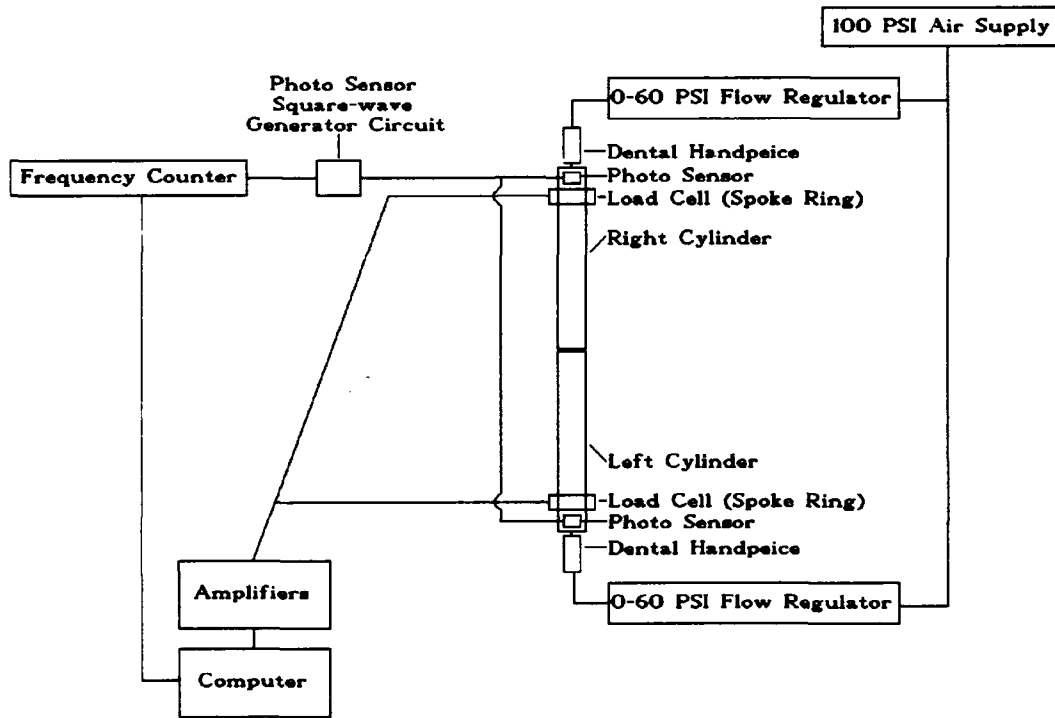 100 PSI Air Supply
Photo Sensor
Square-wave
Generator Circuit
0-60 PSI Flow Regulator
Dental Handpeice
Frequency Counter
Photo Sensor
Load Cell (Spoke Ring)
Right Cylinder
Left Cylinder
Load Cell (Spoke Ring)
Photo Sensor
Dental Handpeice
Amplifiers
0-60 PSI Flow Regulator
Computer